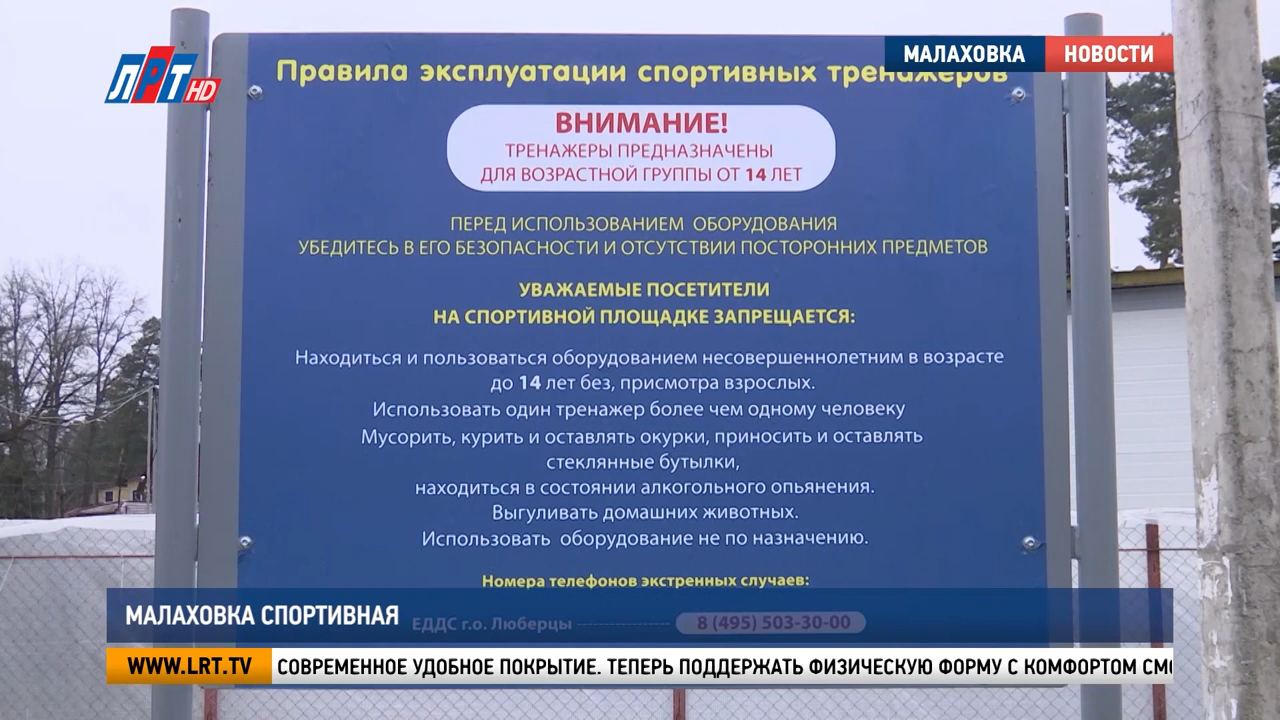 ЛРТ HD
МАЛАХОВКА НОВОСТИ
Правила эксплуатации спортивных тренажеров
ВНИМАНИЕ!
ТРЕНАЖЕРЫ ПРЕДНАЗНАЧЕНЫ
ДЛЯ ВОЗРАСТНОЙ ГРУППЫ ОТ 14 ЛЕТ
ПЕРЕД ИСПОЛЬЗОВАНИЕМ ОБОРУДОВАНИЯ
УБЕДИТЕСЬ В ЕГО БЕЗОПАСНОСТИ И ОТСУТСТВИИ ПОСТОРОННИХ ПРЕДМЕТОВ
УВАЖАЕМЫЕ ПОСЕТИТЕЛИ
НА СПОРТИВНОЙ ПЛОЩАДКЕ ЗАПРЕЩАЕТСЯ:
Находиться и пользоваться оборудованием несовершеннолетним в возрасте
до 14 лет без, присмотра взрослых.
Использовать один тренажер более чем одному человеку
Мусорить, курить и оставлять окурки, приносить и оставлять
стеклянные бутылки,
находиться в состоянии алкогольного опьянения.
Выгуливать домашних животных.
Использовать оборудование не по назначению.
Номера телефонов экстренных случаев:
ЕДДС г.о. Люберцы ---------------- 8 (495) 503-30-00
МАЛАХОВКА СПОРТИВНАЯ
WWW.LRT.TV СОВРЕМЕННОЕ УДОБНОЕ ПОКРЫТИЕ. ТЕПЕРЬ ПОДДЕРЖАТЬ ФИЗИЧЕСКУЮ ФОРМУ С КОМФОРТОМ